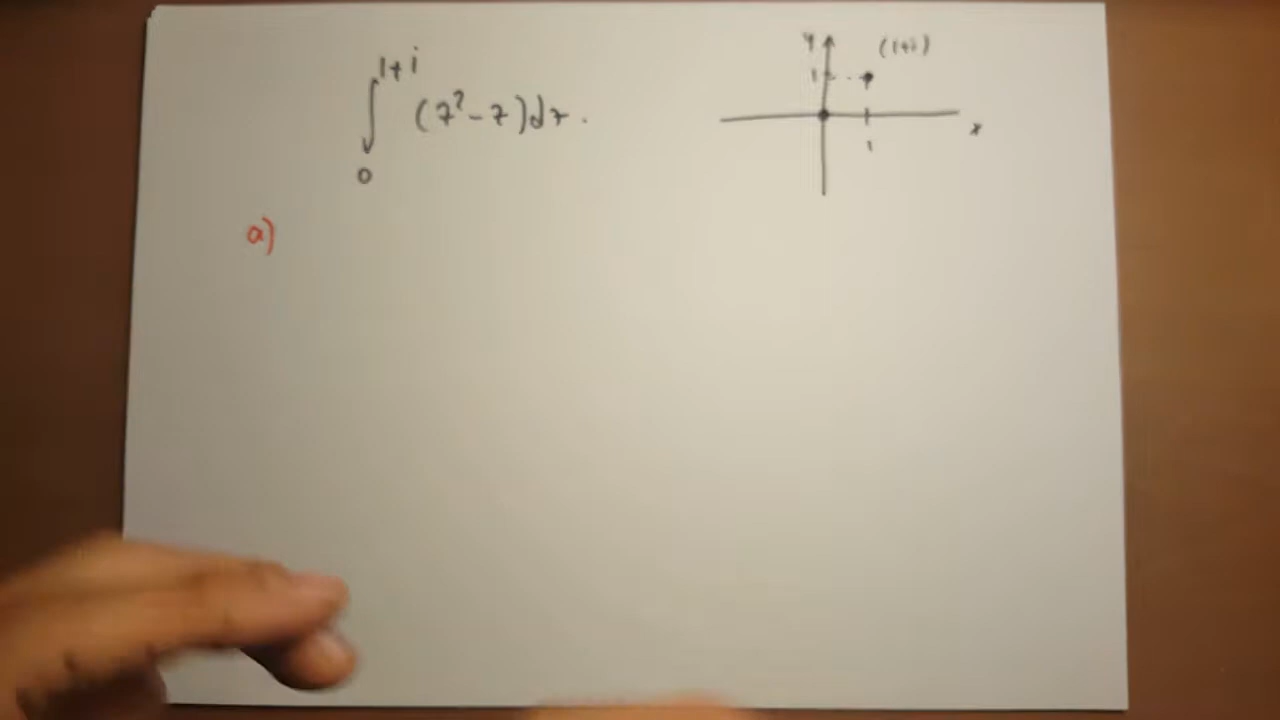 ∫₀^{1+i} (z² - z)dz.
y
(1+i)
1
x
1
a)